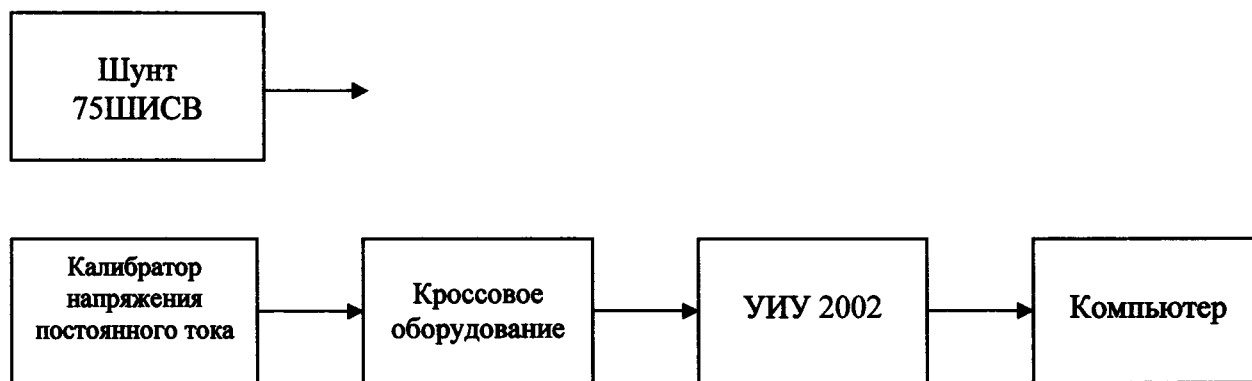 Шунт
75ШИСВ
Калибратор
напряжения
постоянного тока
Кроссовое
оборудование
УИУ 2002
Компьютер